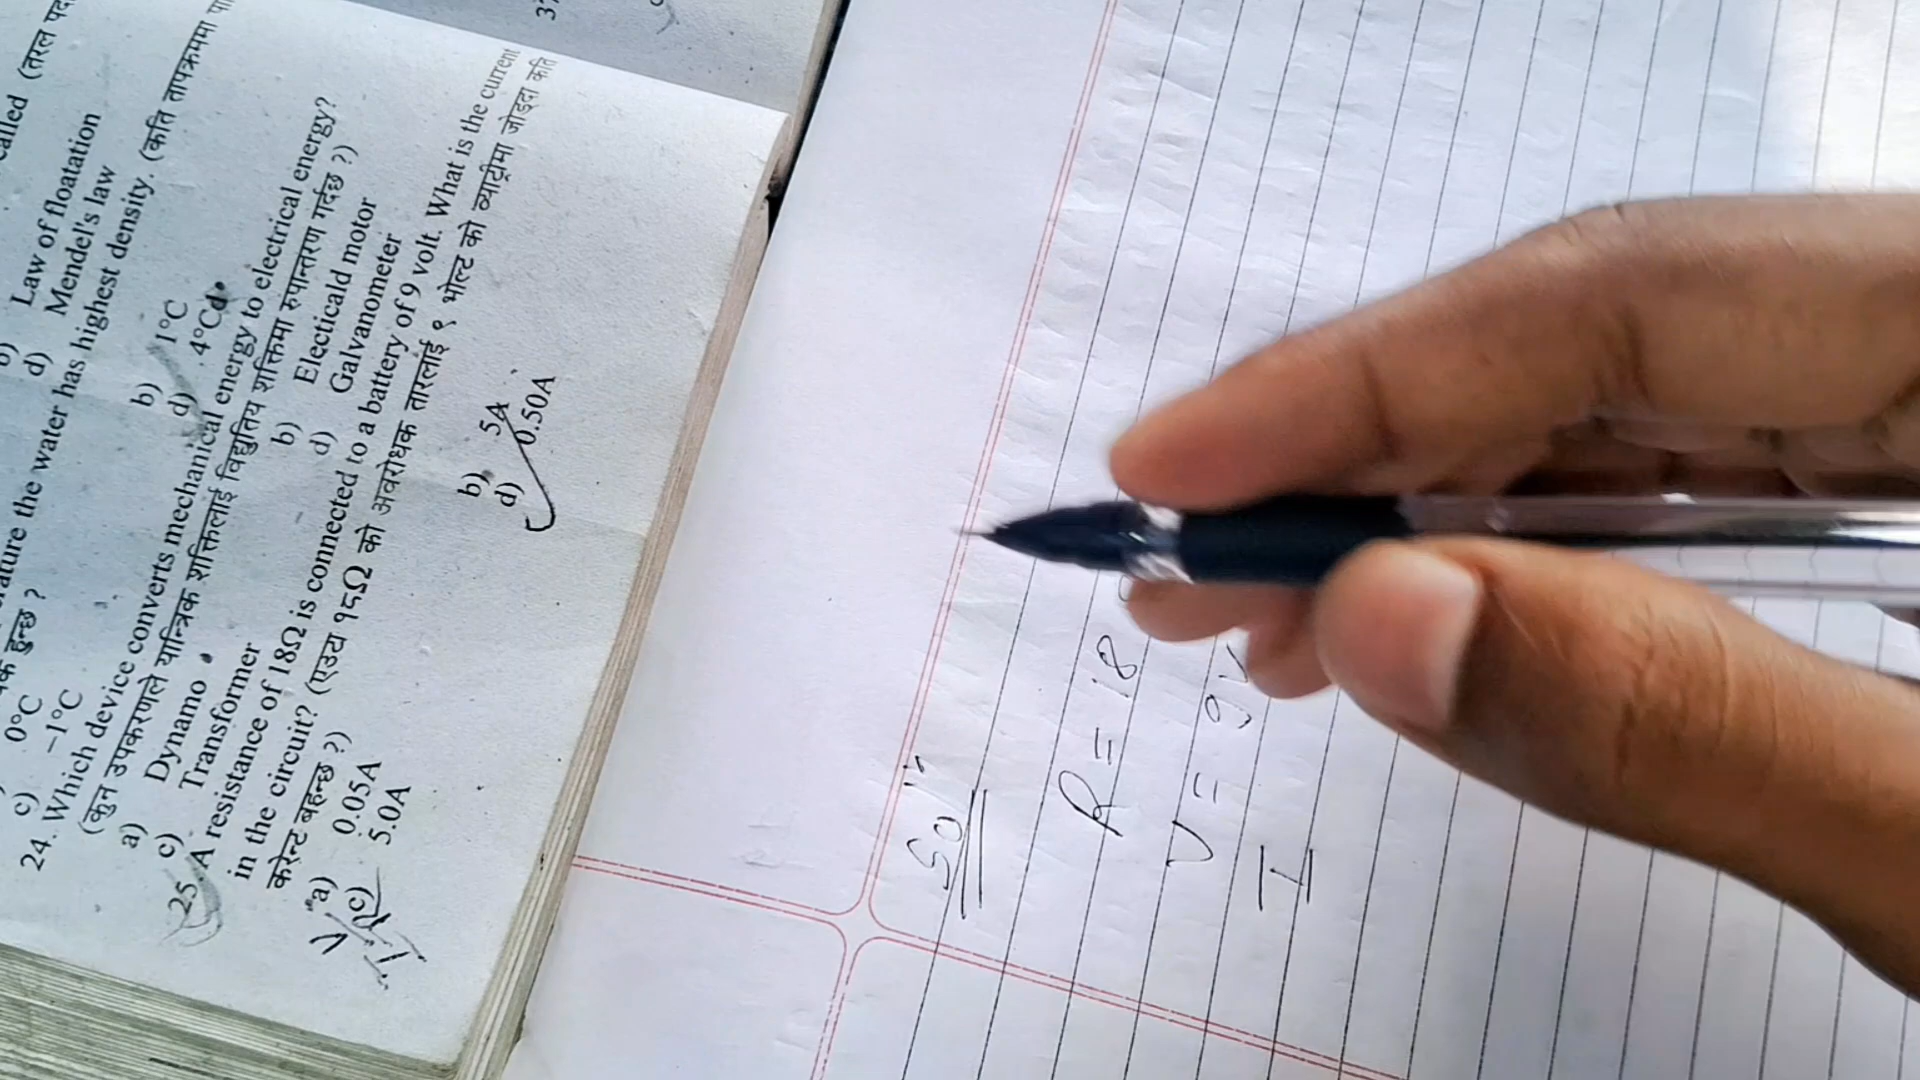 called (तरल
b) Law of floatation
d) Mendel's law
the water has highest density. (कति तापक्रममा
हुन्छ ?
0°C b) 1°C
c) -1°C d) 4°C d.
24. Which device converts mechanical energy to electrical energy?
(कुन उपकरणले यान्त्रिक शक्तिलाई विद्युतिय शक्तिमा रुपान्तरण गर्दछ ?)
a) Dynamo b) Electicald motor
c) Transformer d) Galvanometer
25. A resistance of 18Ω is connected to a battery of 9 volt. What is the current
in the circuit? (एउटा १८Ω को अवरोधक तारलाई ९ भोल्ट को ब्याट्रीमा जोड्दा कति
करेन्ट बहन्छ ?)
a) 0.05A b) 5A
c) 5.0A d) 0.50A
37
R = 18
V = 9V
I